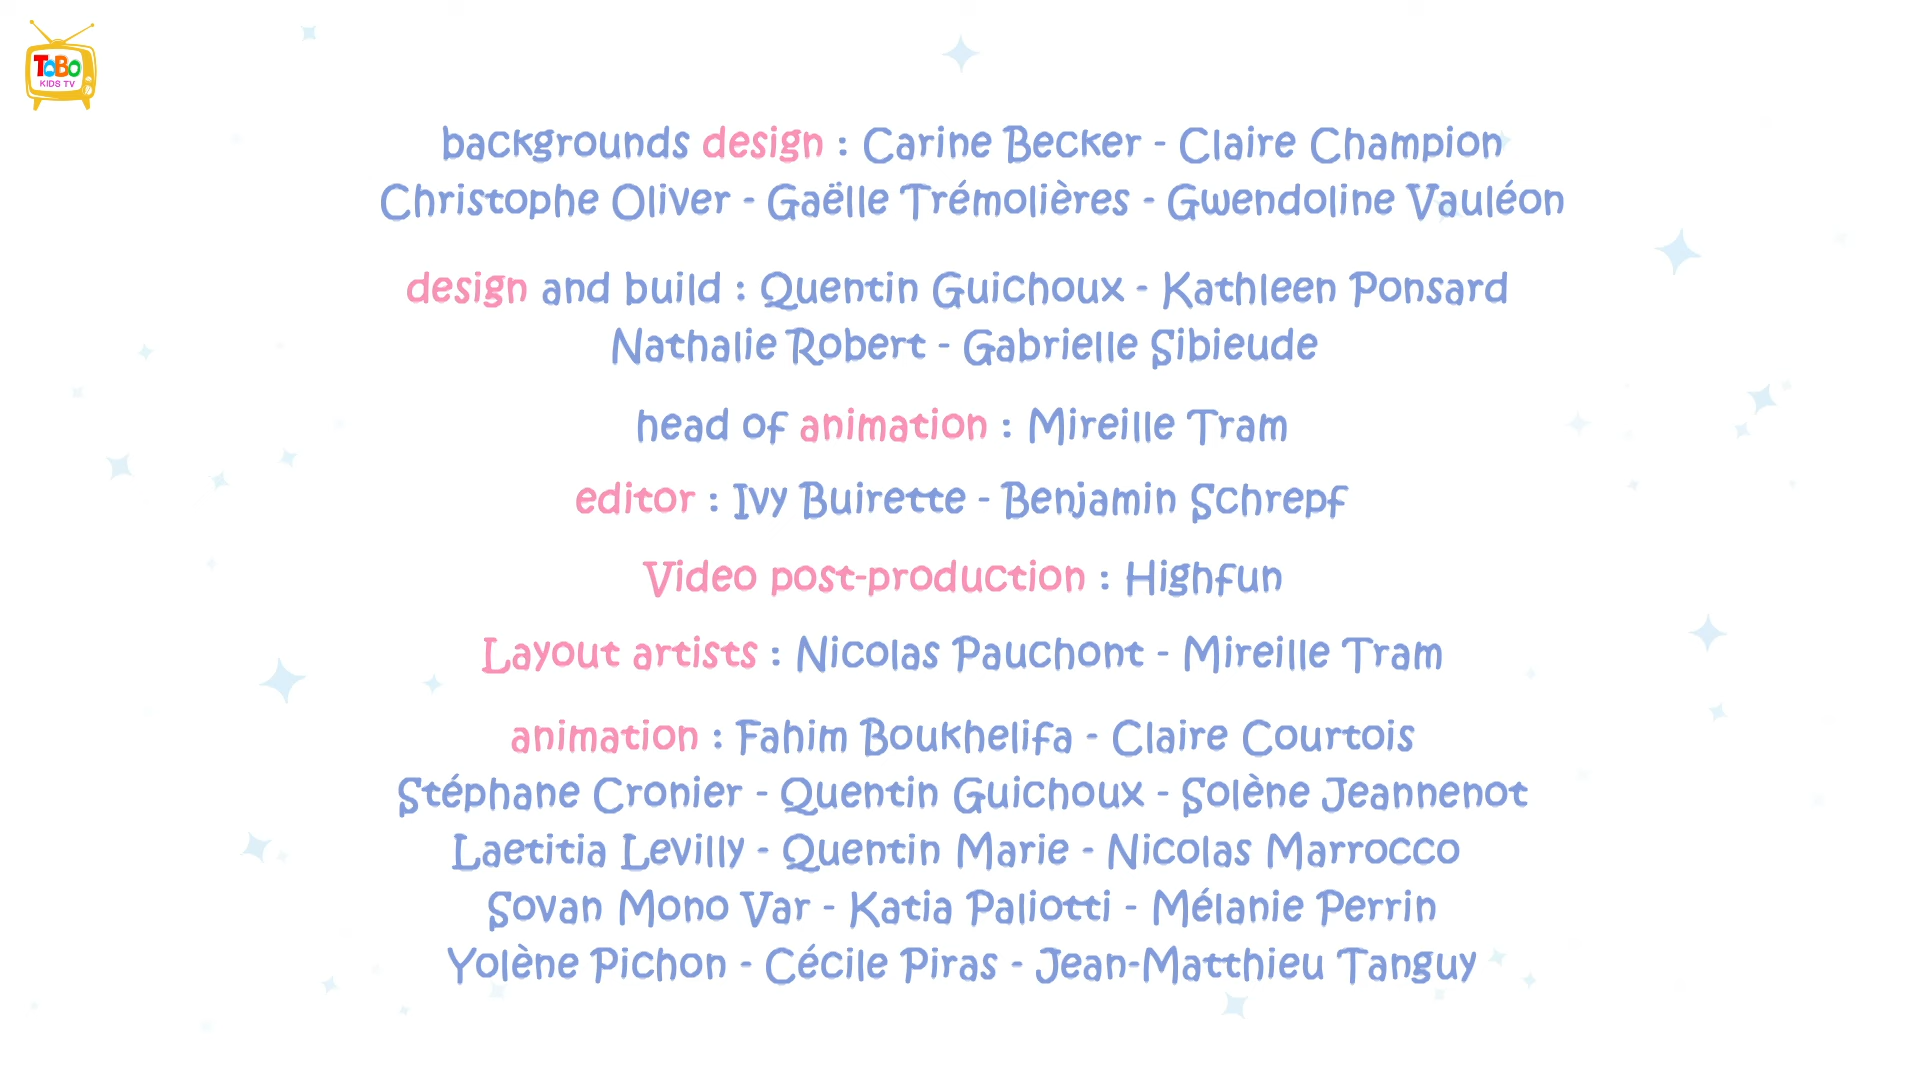 ToBo
KIDS TV
backgrounds design : Carine Becker - Claire Champion
Christophe Oliver - Gaëlle Trémolières - Gwendoline Vauléon
design and build : Quentin Guichoux - Kathleen Ponsard
Nathalie Robert - Gabrielle Sibieude
head of animation : Mireille Tram
editor : Ivy Buirette - Benjamin Schrepf
Video post-production : Highfun
Layout artists : Nicolas Pauchont - Mireille Tram
animation : Fahim Boukhelifa - Claire Courtois
Stéphane Cronier - Quentin Guichoux - Solène Jeannenot
Laetitia Levilly - Quentin Marie - Nicolas Marrocco
Sovan Mono Var - Katia Paliotti - Mélanie Perrin
Yolène Pichon - Cécile Piras - Jean-Matthieu Tanguy